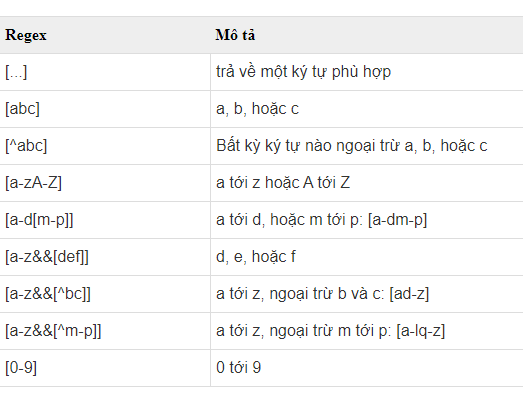 Regex Mô tả
[...] trả về một ký tự phù hợp
[abc] a, b, hoặc c
[^abc] Bất kỳ ký tự nào ngoại trừ a, b, hoặc c
[a-zA-Z] a tới z hoặc A tới Z
[a-d[m-p]] a tới d, hoặc m tới p: [a-dm-p]
[a-z&&[def]] d, e, hoặc f
[a-z&&[^bc]] a tới z, ngoại trừ b và c: [ad-z]
[a-z&&[^m-p]] a tới z, ngoại trừ m tới p: [a-lq-z]
[0-9] 0 tới 9